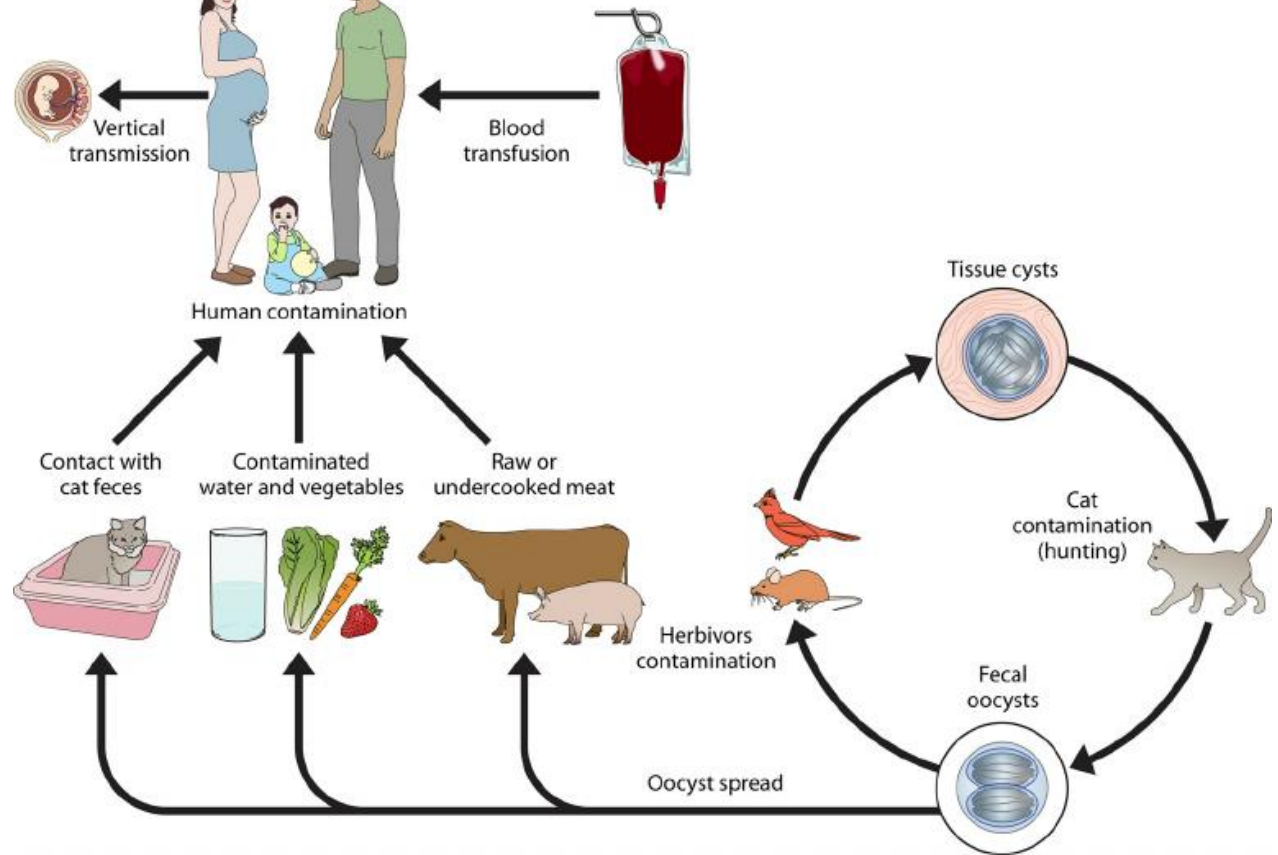 Vertical
transmission
Blood
transfusion
Human contamination
Tissue cysts
Contact with
cat feces
Contaminated
water and vegetables
Raw or
undercooked meat
Cat
contamination
(hunting)
Herbivors
contamination
Fecal
oocysts
Oocyst spread